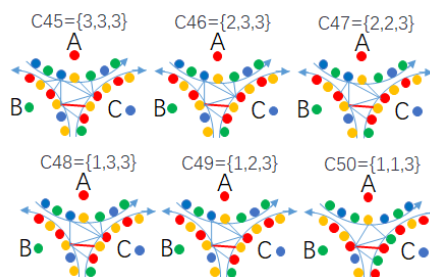 C45={3,3,3} C46={2,3,3} C47={2,2,3}
A A A
B C B C B C
C48={1,3,3} C49={1,2,3} C50={1,1,3}
A A A
B C B C B C